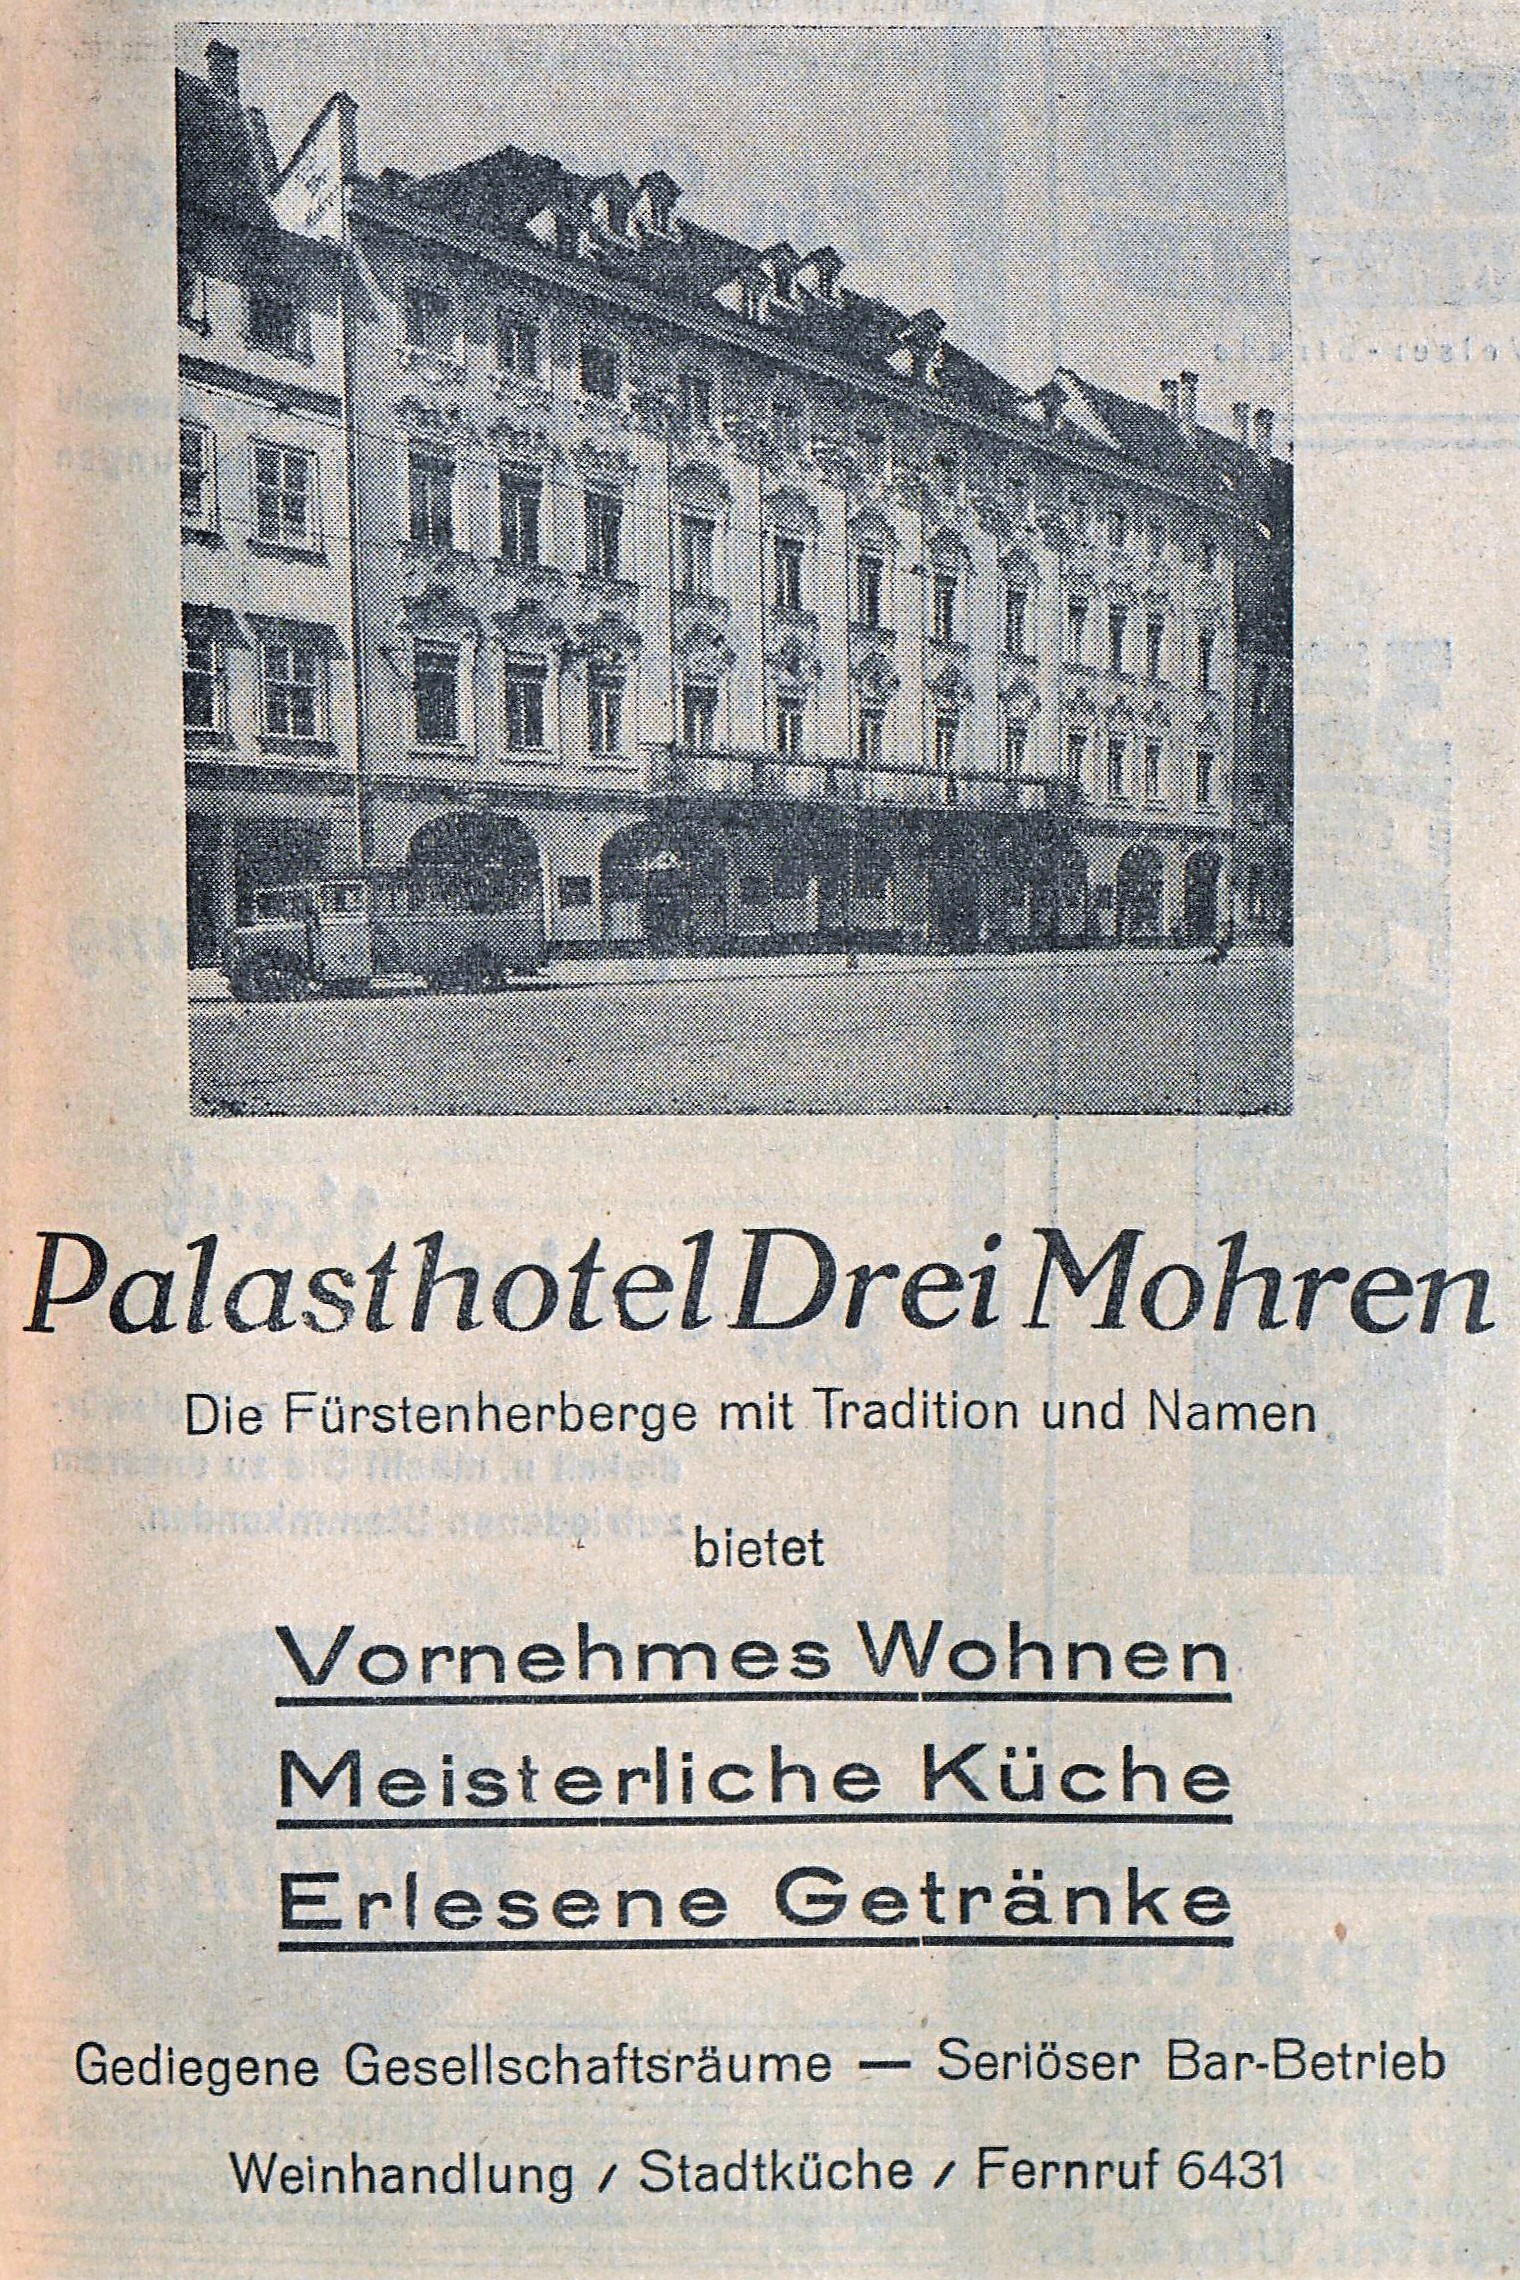 Palasthotel Drei Mohren
Die Fürstenherberge mit Tradition und Namen
bietet
Vornehmes Wohnen
Meisterliche Küche
Erlesene Getränke
Gediegene Gesellschaftsräume — Seriöser Bar-Betrieb
Weinhandlung / Stadtküche / Fernruf 6431